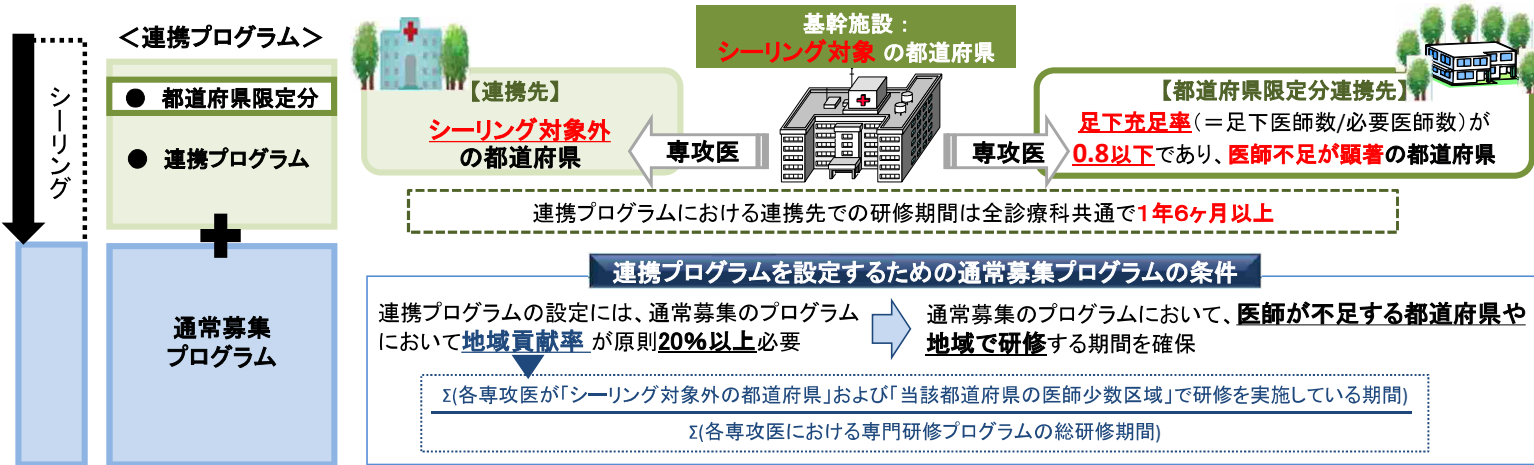 シーリング
＜連携プログラム＞
● 都道府県限定分
● 連携プログラム
通常募集
プログラム
基幹施設：
シーリング対象 の都道府県
【連携先】
シーリング対象外
の都道府県
専攻医
専攻医
【都道府県限定分連携先】
足下充足率（＝足下医師数/必要医師数）が
0.8以下であり、医師不足が顕著の都道府県
連携プログラムにおける連携先での研修期間は全診療科共通で1年6ヶ月以上
連携プログラムを設定するための通常募集プログラムの条件
連携プログラムの設定には、通常募集のプログラム
において地域貢献率 が原則20%以上必要
通常募集のプログラムにおいて、医師が不足する都道府県や
地域で研修する期間を確保
Σ(各専攻医が「シーリング対象外の都道府県」および「当該都道府県の医師少数区域」で研修を実施している期間)
Σ(各専攻医における専門研修プログラムの総研修期間)